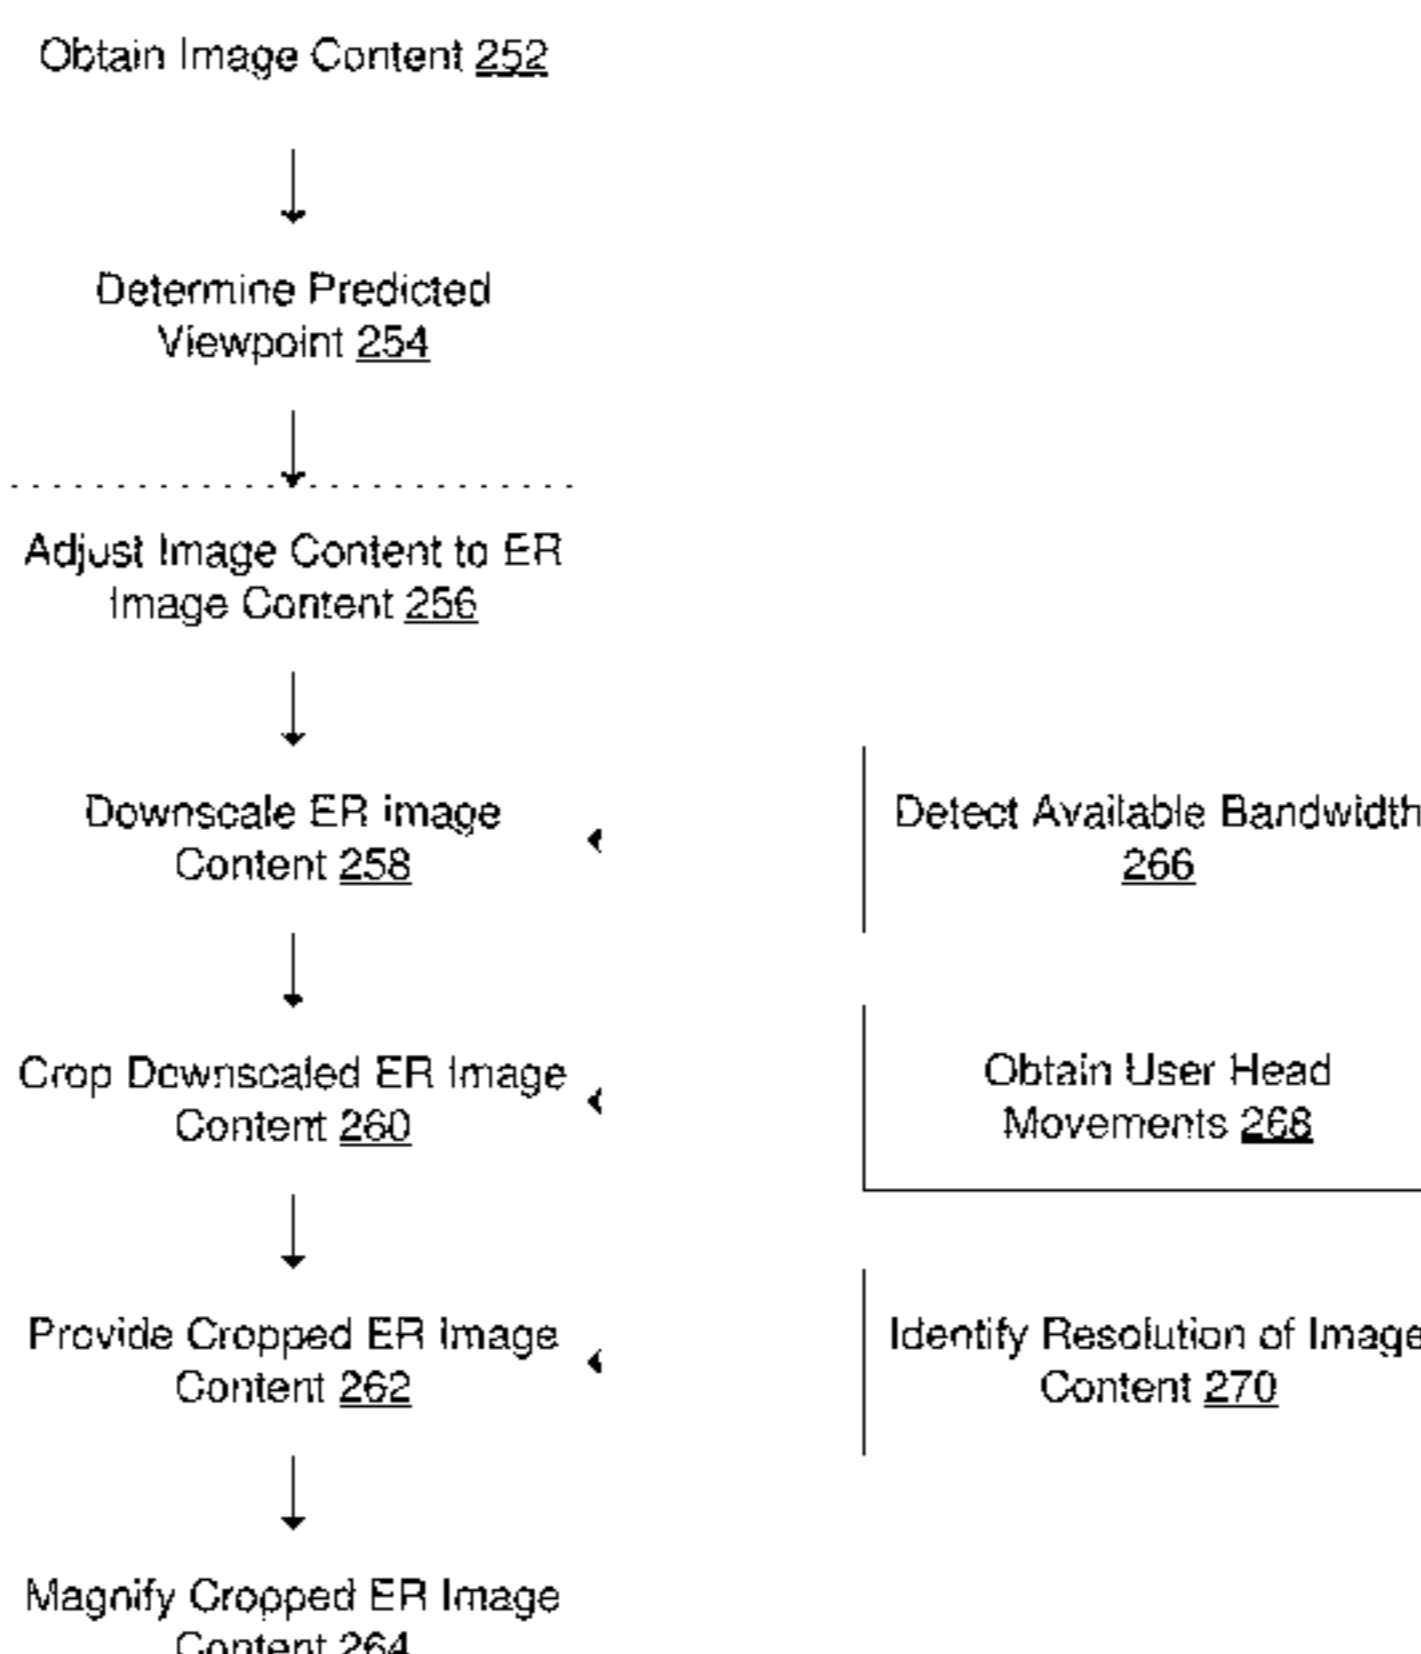 Obtain Image Content 252
Determine Predicted
Viewpoint 254
Adjust Image Content to ER
Image Content 256
Downscale ER image
Content 258
Detect Available Bandwidth
266
Crop Downscaled ER Image
Content 260
Obtain User Head
Movements 268
Provide Cropped ER Image
Content 262
Identify Resolution of Image
Content 270
Magnify Cropped ER Image
Content 264